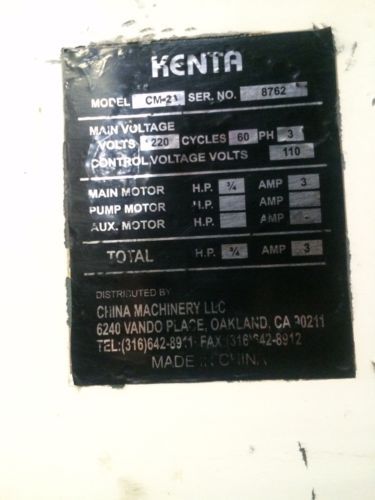 KENTA
MODEL CM-21 SER. NO. 8762
MAIN VOLTAGE
VOLTS 220 CYCLES 60 PH 3
CONTROL VOLTAGE VOLTS 110
MAIN MOTOR H.P. ¾ AMP 3
PUMP MOTOR H.P. AMP
AUX. MOTOR H.P. AMP -
TOTAL H.P. ¾ AMP 3
DISTRIBUTED BY
CHINA MACHINERY LLC
6240 VANDO PLACE, OAKLAND, CA 90211
TEL:(316)642-8911 FAX:(316)642-8912
MADE IN CHINA